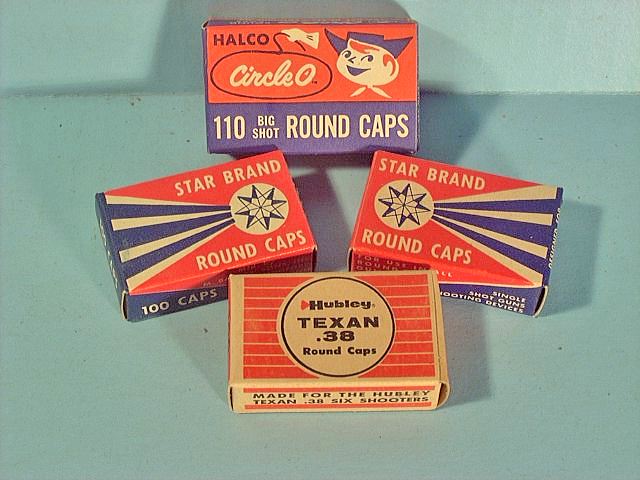 HALCO
Circle O
110 BIG SHOT ROUND CAPS
STAR BRAND
ROUND CAPS
100 CAPS
STAR BRAND
ROUND CAPS
SINGLE
SHOT GUNS
SHOOTING DEVICES
Hubley
TEXAN
.38
Round Caps
MADE FOR THE HUBLEY
TEXAN .38 SIX SHOOTERS